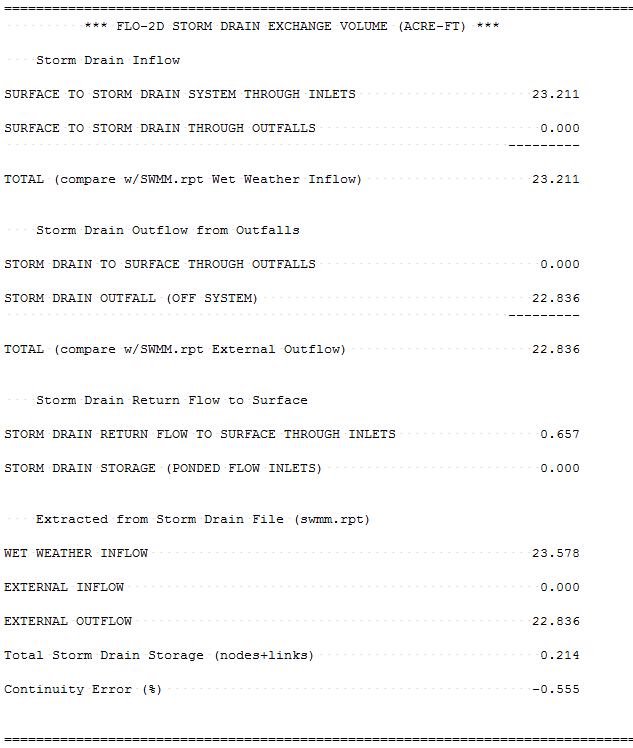 *** FLO-2D STORM DRAIN EXCHANGE VOLUME (ACRE-FT) ***
Storm Drain Inflow
SURFACE TO STORM DRAIN SYSTEM THROUGH INLETS 23.211
SURFACE TO STORM DRAIN THROUGH OUTFALLS 0.000
---------
TOTAL (compare w/SWMM.rpt Wet Weather Inflow) 23.211
Storm Drain Outflow from Outfalls
STORM DRAIN TO SURFACE THROUGH OUTFALLS 0.000
STORM DRAIN OUTFALL (OFF SYSTEM) 22.836
---------
TOTAL (compare w/SWMM.rpt External Outflow) 22.836
Storm Drain Return Flow to Surface
STORM DRAIN RETURN FLOW TO SURFACE THROUGH INLETS 0.657
STORM DRAIN STORAGE (PONDED FLOW INLETS) 0.000
Extracted from Storm Drain File (swmm.rpt)
WET WEATHER INFLOW 23.578
EXTERNAL INFLOW 0.000
EXTERNAL OUTFLOW 22.836
Total Storm Drain Storage (nodes+links) 0.214
Continuity Error (%) -0.555